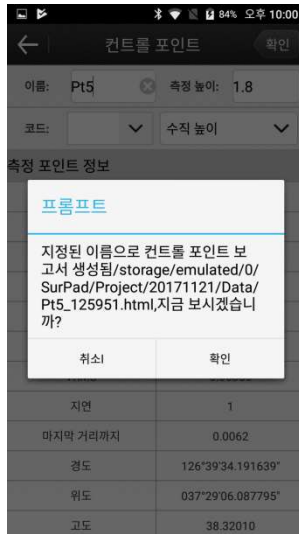 84% 오후 10:00
컨트롤 포인트 확인
이름: Pt5 측정 높이: 1.8
코드: 수직 높이
측정 포인트 정보
프롬프트
지정된 이름으로 컨트롤 포인트 보
고서 생성됨/storage/emulated/0/
SurPad/Project/20171121/Data/
Pt5_125951.html,지금 보시겠습니
까?
취소I 확인
지연 1
마지막 거리까지 0.0062
경도 126°39'34.191639"
위도 037°29'06.087795"
고도 38.32010